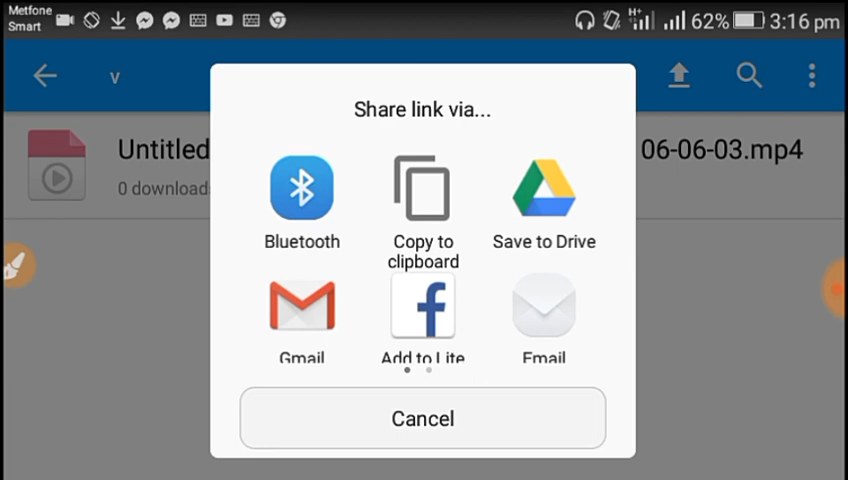 Metfone
Smart
H+
62%
3:16 pm
v
Share link via...
Untitled
06-06-03.mp4
0 download
Bluetooth
Copy to
clipboard
Save to Drive
Gmail
Add to Lite
Email
Cancel